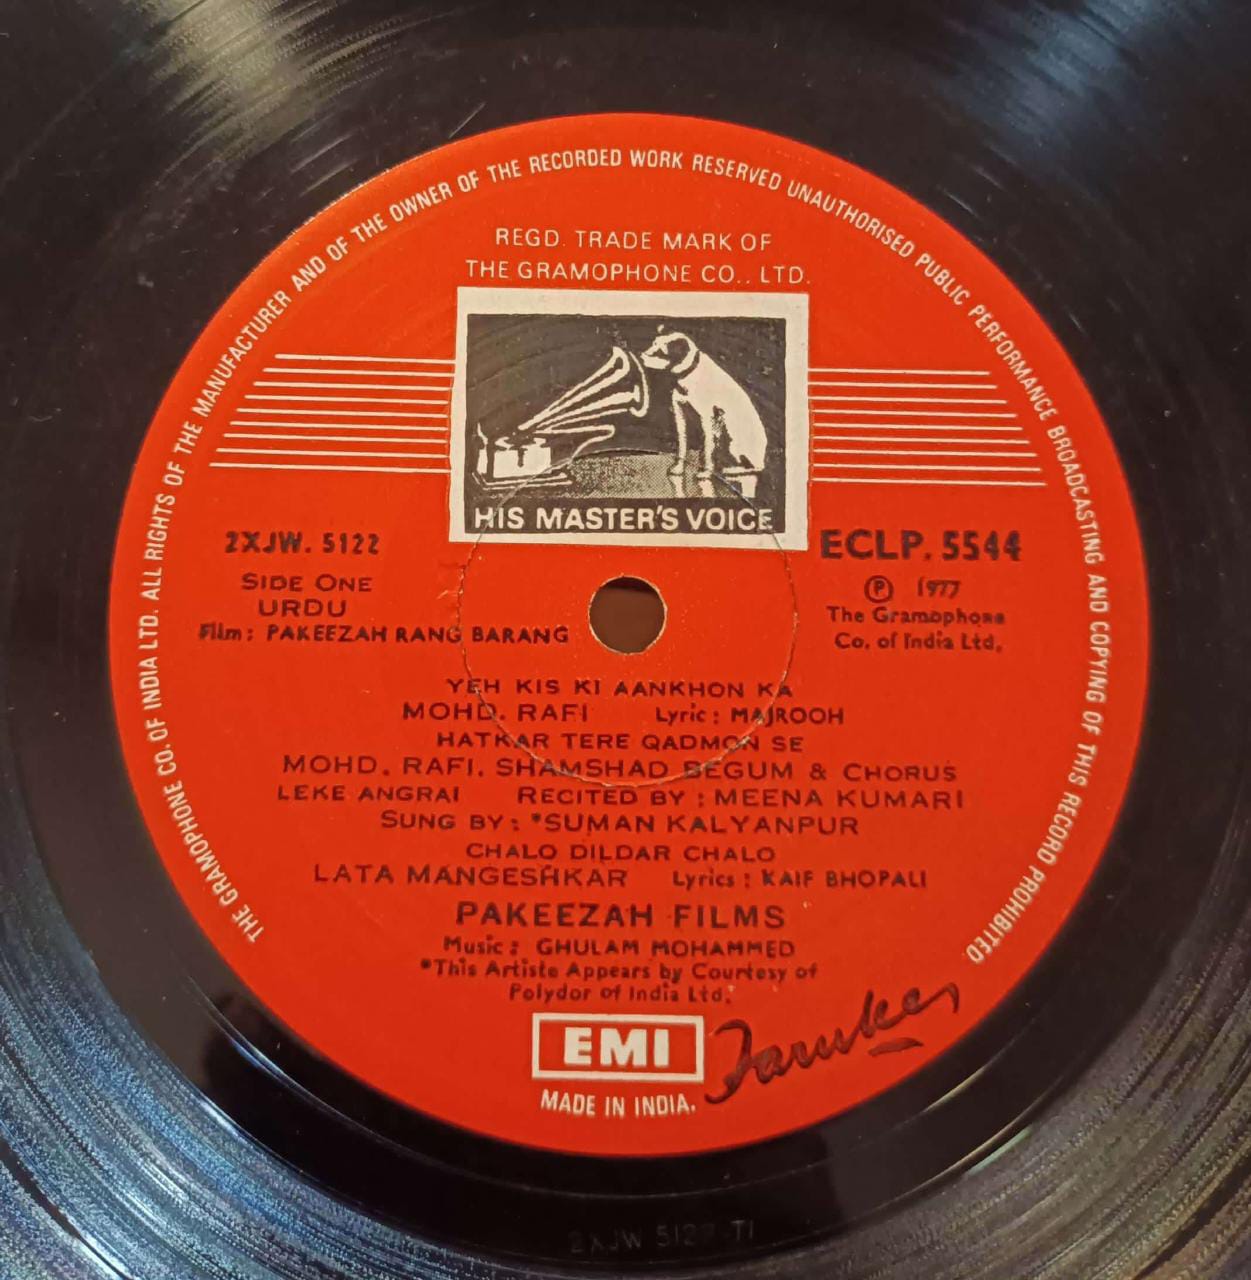 THE GRAMOPHONE CO. OF INDIA LTD. ALL RIGHTS OF THE MANUFACTURER AND OF THE OWNER OF THE RECORDED WORK RESERVED UNAUTHORISED PUBLIC PERFORMANCE BROADCASTING AND COPYING OF THIS RECORD PROHIBITED
REGD. TRADE MARK OF
THE GRAMOPHONE CO., LTD.
HIS MASTER'S VOICE
2XJW. 5122
SIDE ONE
URDU
Film: PAKEEZAH RANG BARANG
ECLP. 5544
℗ 1977
The Gramophone
Co. of India Ltd.
YEH KIS KI AANKHON KA
MOHD. RAFI Lyric: MAJROOH
HATKAR TERE QADMON SE
MOHD. RAFI. SHAMSHAD BEGUM & CHORUS
LEKE ANGRAI RECITED BY: MEENA KUMARI
SUNG BY: *SUMAN KALYANPUR
CHALO DILDAR CHALO
LATA MANGESHKAR Lyrics: KAIF BHOPALI
PAKEEZAH FILMS
Music: GHULAM MOHAMMED
*This Artiste Appears by Courtesy of
Polydor of India Ltd.
EMI
MADE IN INDIA.